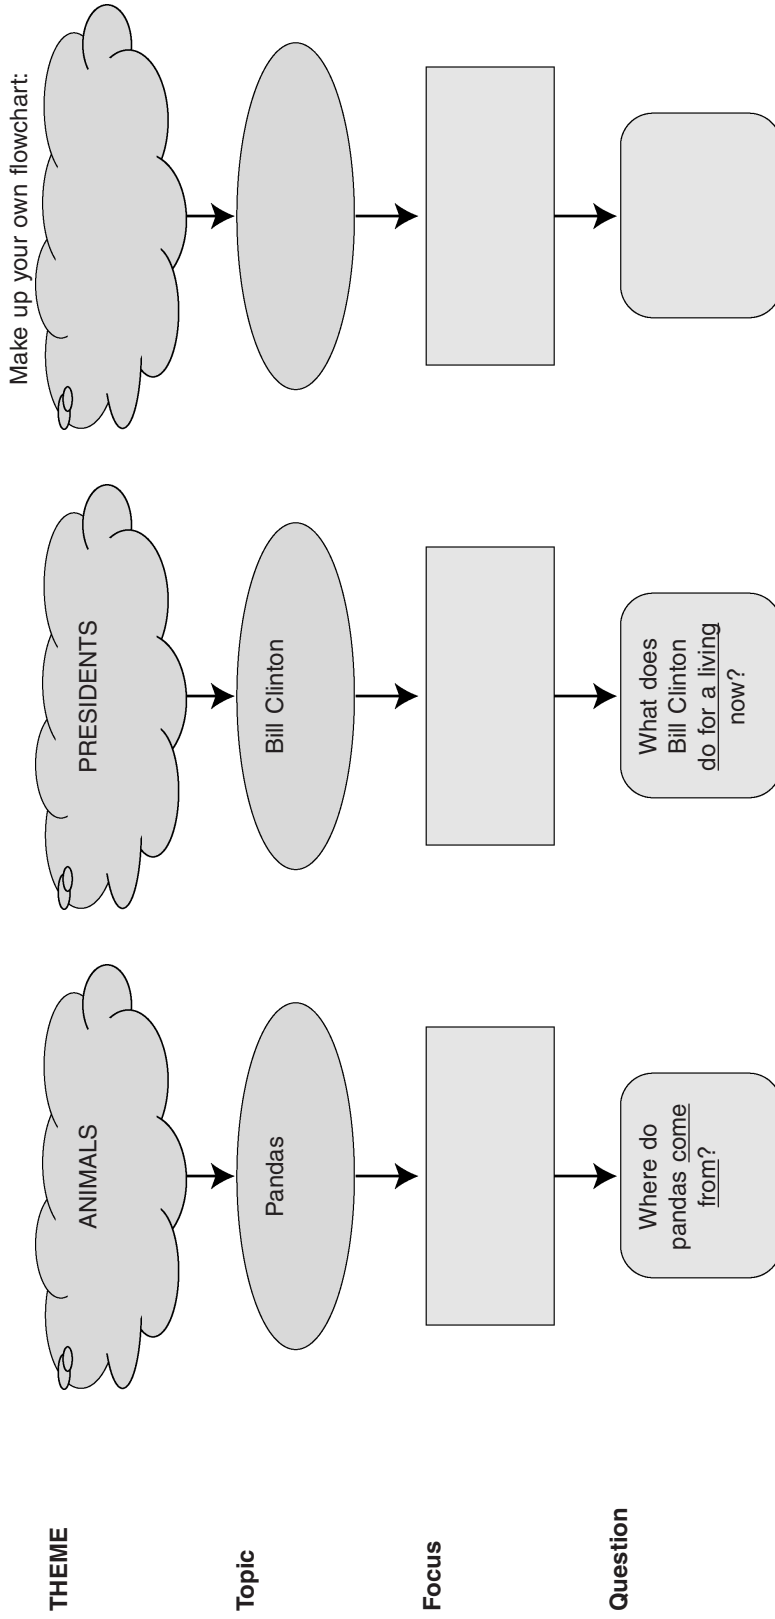 Make up your own flowchart:
THEME
ANIMALS
PRESIDENTS
Topic
Pandas
Bill Clinton
Focus
Question
Where do
pandas come
from?
What does
Bill Clinton
do for a living
now?